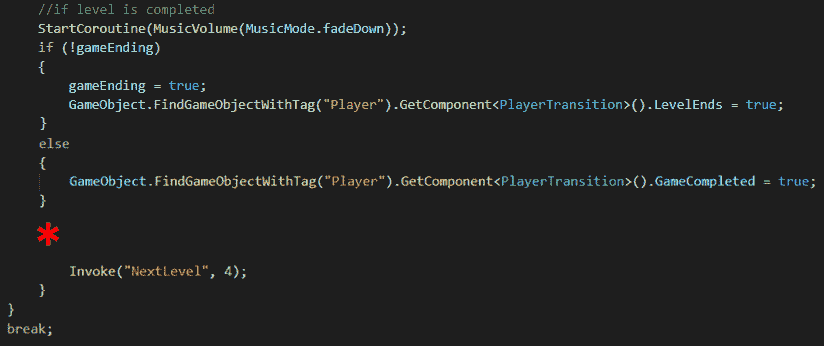 //if level is completed
StartCoroutine(MusicVolume(MusicMode.fadeDown));
if (!gameEnding)
{
gameEnding = true;
GameObject.FindGameObjectWithTag("Player").GetComponent<PlayerTransition>().LevelEnds = true;
}
else
{
GameObject.FindGameObjectWithTag("Player").GetComponent<PlayerTransition>().GameCompleted = true;
}
*
Invoke("NextLevel", 4);
}
}
break;